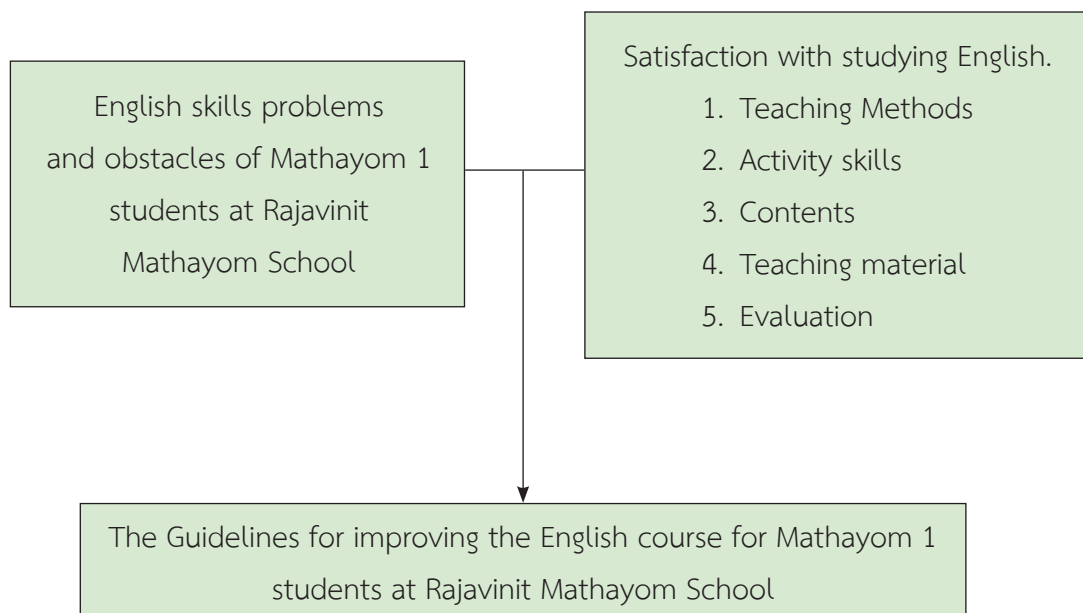 English skills problems
and obstacles of Mathayom 1
students at Rajavinit
Mathayom School
Satisfaction with studying English.
1. Teaching Methods
2. Activity skills
3. Contents
4. Teaching material
5. Evaluation
The Guidelines for improving the English course for Mathayom 1
students at Rajavinit Mathayom School